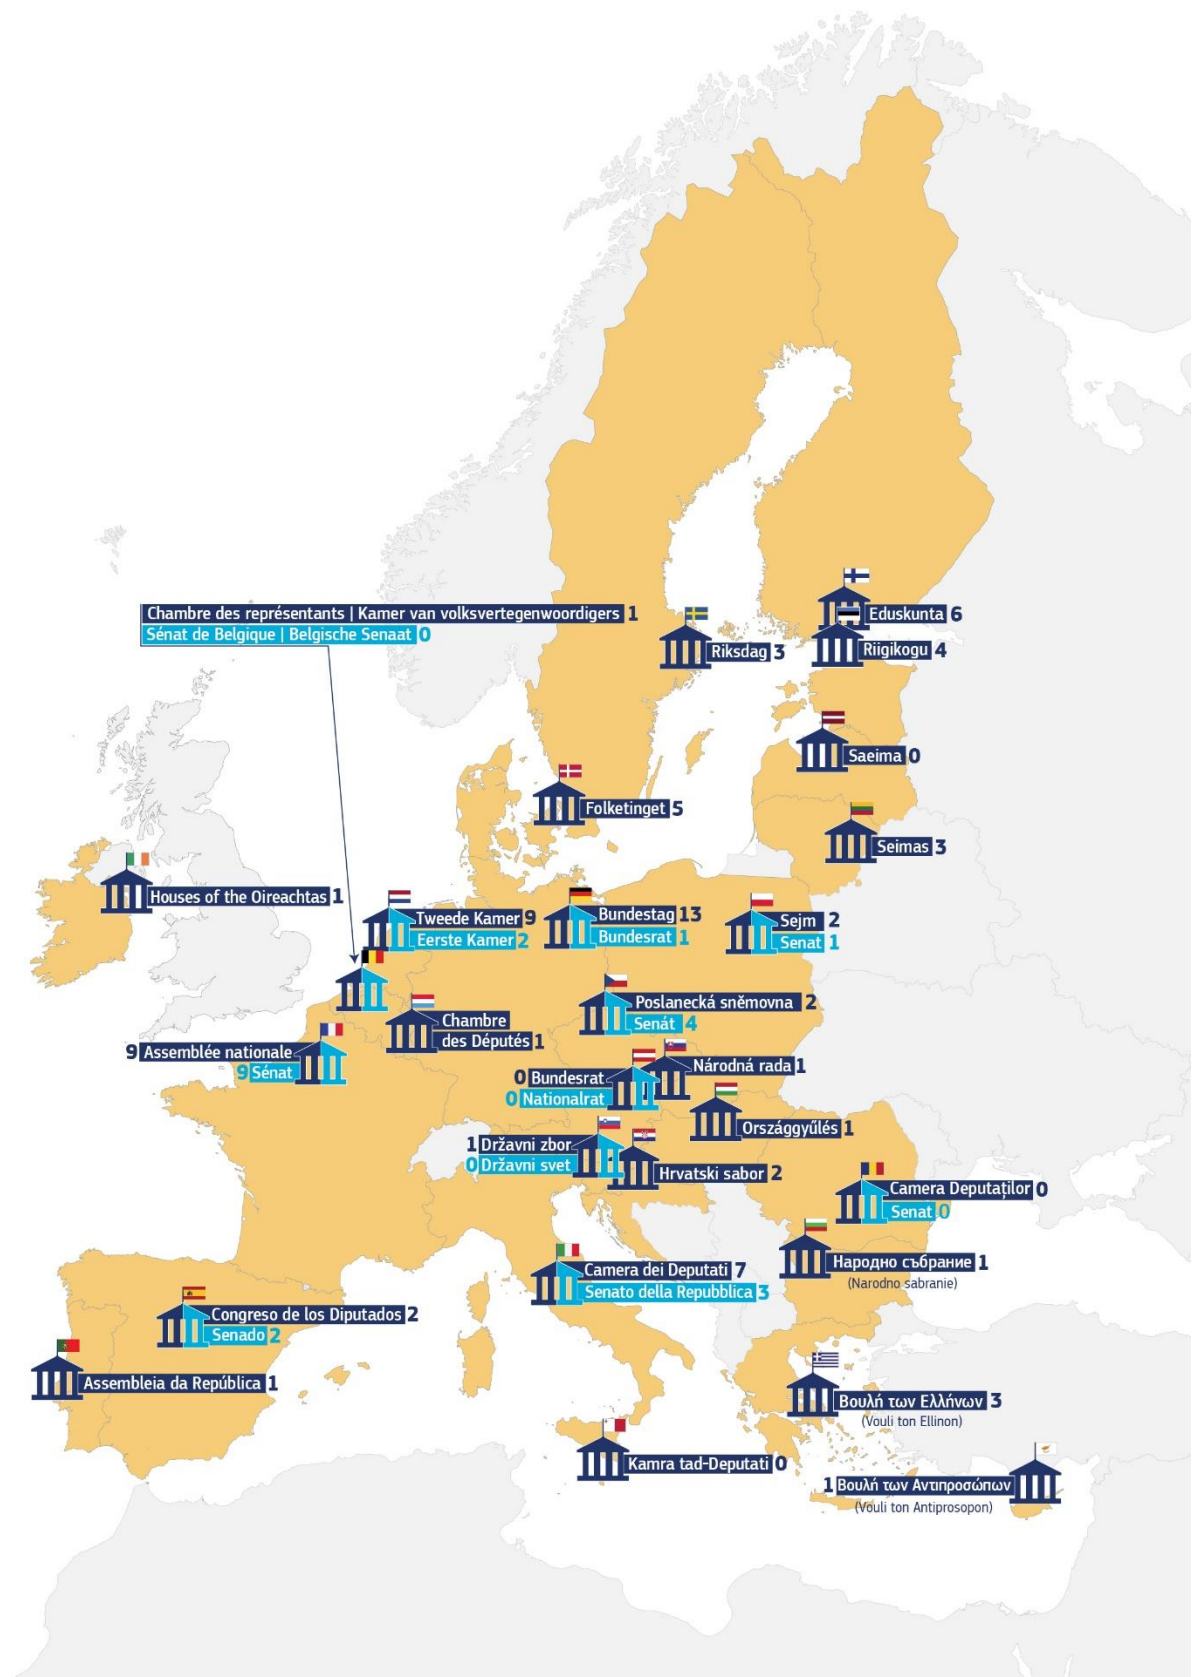 Eduskunta 6
Chambre des représentants | Kamer van volksvertegenwoordigers 1
Sénat de Belgique | Belgische Senaat 0
Riksdag 3
Riigikogu 4
Saeima 0
Folketinget 5
Seimas 3
Houses of the Oireachtas 1
Tweede Kamer 9
Eerste Kamer 2
Bundestag 13
Bundesrat 1
Sejm 2
Senat 1
Poslanecká sněmovna 2
Senát 4
Chambre
des Députés 1
9 Assemblée nationale
9 Sénat
Národná rada 1
0 Bundesrat
0 Nationalrat
Országgyűlés 1
1 Državni zbor
0 Državni svet
Hrvatski sabor 2
Camera Deputaților 0
Senat 0
Народно събрание 1
(Narodno sabranie)
Camera dei Deputati 7
Senato della Repubblica 3
Congreso de los Diputados 2
Senado 2
Assembleia da República 1
Βουλή των Ελλήνων 3
(Vouli ton Ellinon)
Kamra tad-Deputati 0
1 Βουλή των Αντιπροσώπων
(Vouli ton Antiprosopon)